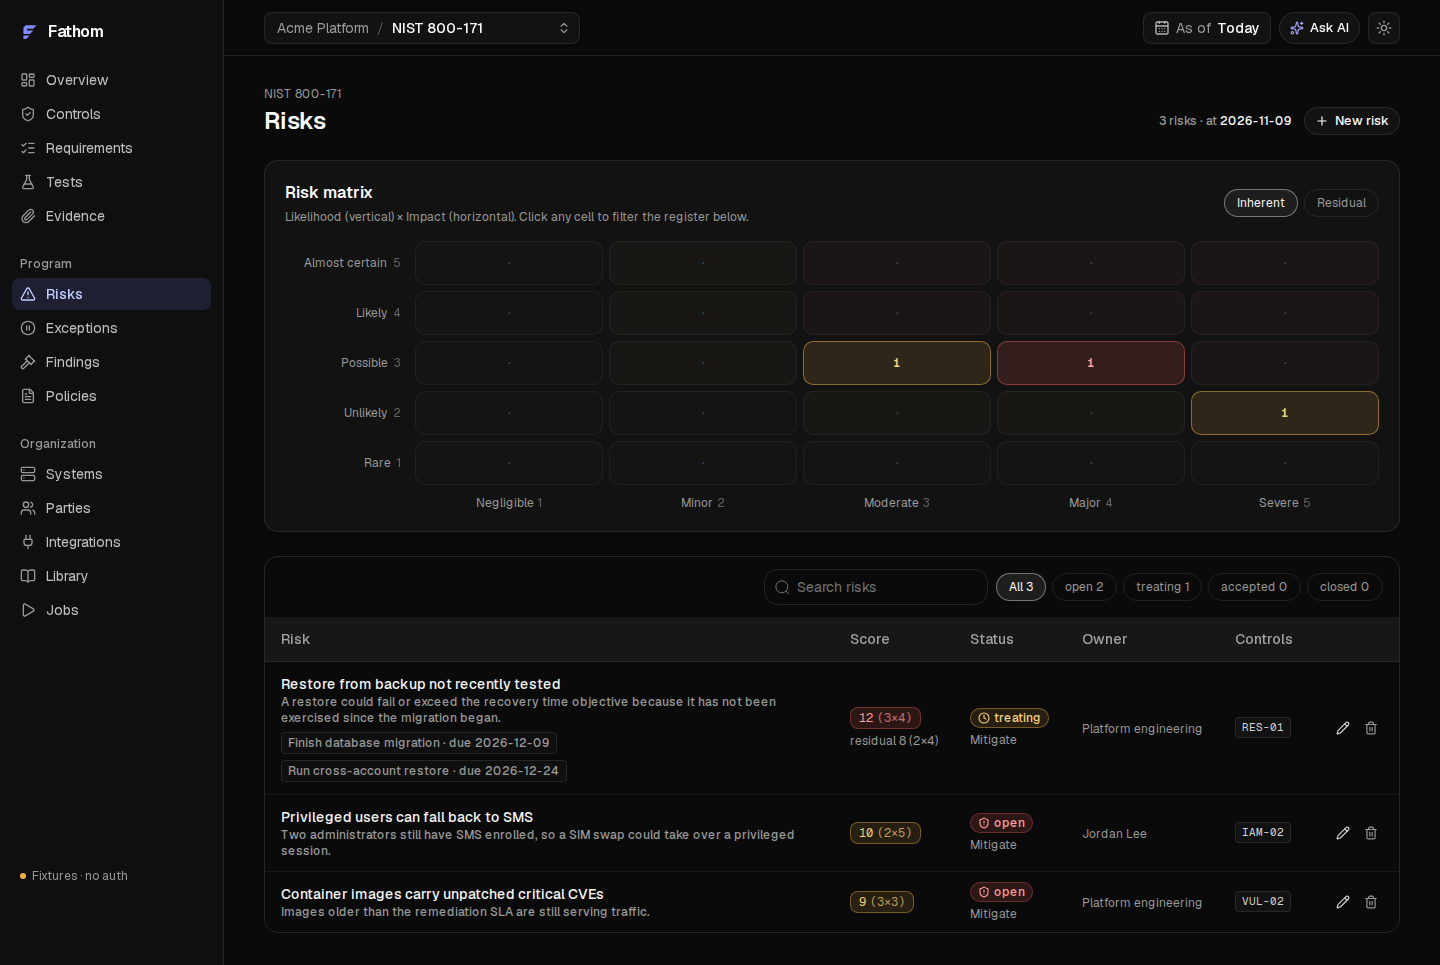 Fathom
Overview
Controls
Requirements
Tests
Evidence
Program
Risks
Exceptions
Findings
Policies
Organization
Systems
Parties
Integrations
Library
Jobs
Fixtures · no auth
Acme Platform / NIST 800-171
As of Today
Ask AI
NIST 800-171
Risks
3 risks · at 2026-11-09
New risk
Risk matrix
Likelihood (vertical) × Impact (horizontal). Click any cell to filter the register below.
Inherent
Residual
Almost certain 5 · · · · ·
Likely 4 · · · · ·
Possible 3 · · 1 1 ·
Unlikely 2 · · · · 1
Rare 1 · · · · ·
Negligible 1 Minor 2 Moderate 3 Major 4 Severe 5
Search risks
All 3
open 2
treating 1
accepted 0
closed 0
Risk Score Status Owner Controls
Restore from backup not recently tested
A restore could fail or exceed the recovery time objective because it has not been
exercised since the migration began.
Finish database migration · due 2026-12-09
Run cross-account restore · due 2026-12-24
12 (3×4)
residual 8 (2×4)
treating
Mitigate
Platform engineering
RES-01
Privileged users can fall back to SMS
Two administrators still have SMS enrolled, so a SIM swap could take over a privileged
session.
10 (2×5)
open
Mitigate
Jordan Lee
IAM-02
Container images carry unpatched critical CVEs
Images older than the remediation SLA are still serving traffic.
9 (3×3)
open
Mitigate
Platform engineering
VUL-02